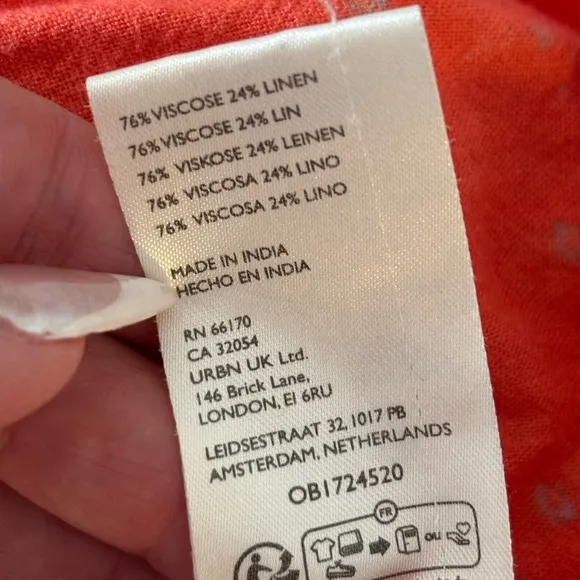 76% VISCOSE 24% LINEN
76% VISCOSE 24% LIN
76% VISKOSE 24% LEINEN
76% VISCOSA 24% LINO
76% VISCOSA 24% LINO
MADE IN INDIA
HECHO EN INDIA
RN 66170
CA 32054
URBN UK Ltd.
146 Brick Lane,
LONDON, E1 6RU
LEIDSESTRAAT 32, 1017 PB
AMSTERDAM, NETHERLANDS
OB1724520
FR
OU